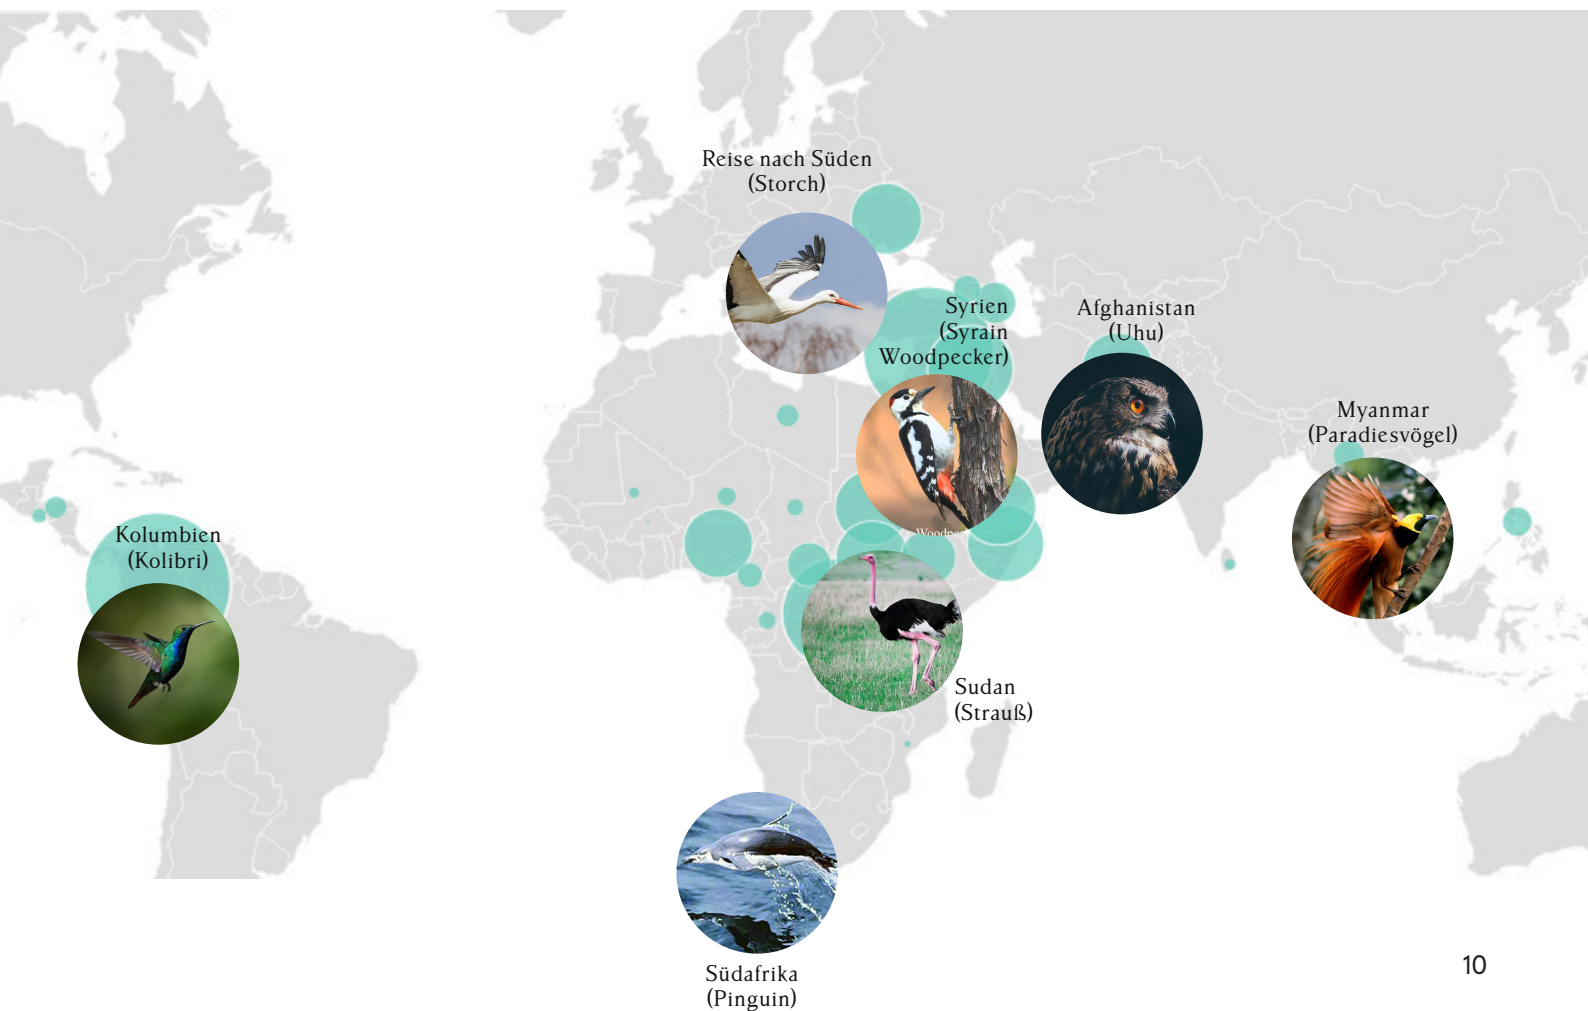 Reise nach Süden
(Storch)
Syrien
(Syrain
Woodpecker)
Afghanistan
(Uhu)
Myanmar
(Paradiesvögel)
Kolumbien
(Kolibri)
Sudan
(Strauß)
Südafrika
(Pinguin)
10